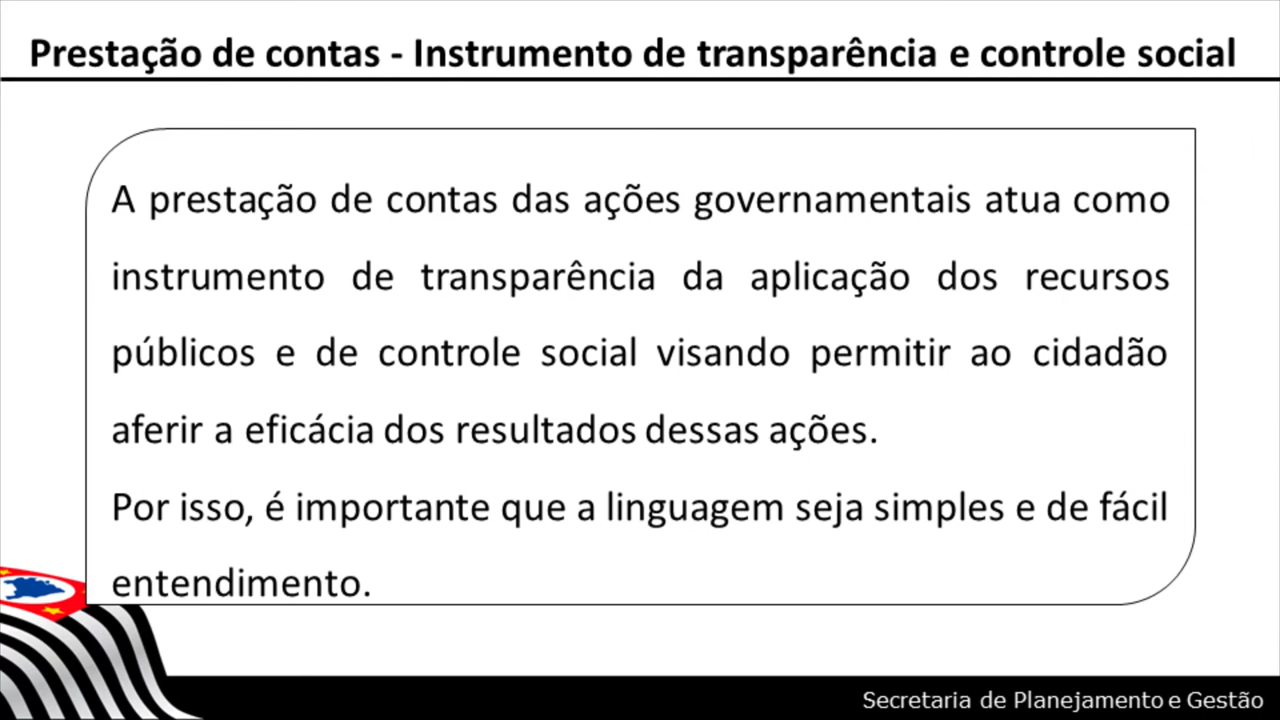 Prestação de contas - Instrumento de transparência e controle social
A prestação de contas das ações governamentais atua como
instrumento de transparência da aplicação dos recursos
públicos e de controle social visando permitir ao cidadão
aferir a eficácia dos resultados dessas ações.
Por isso, é importante que a linguagem seja simples e de fácil
entendimento.
Secretaria de Planejamento e Gestão